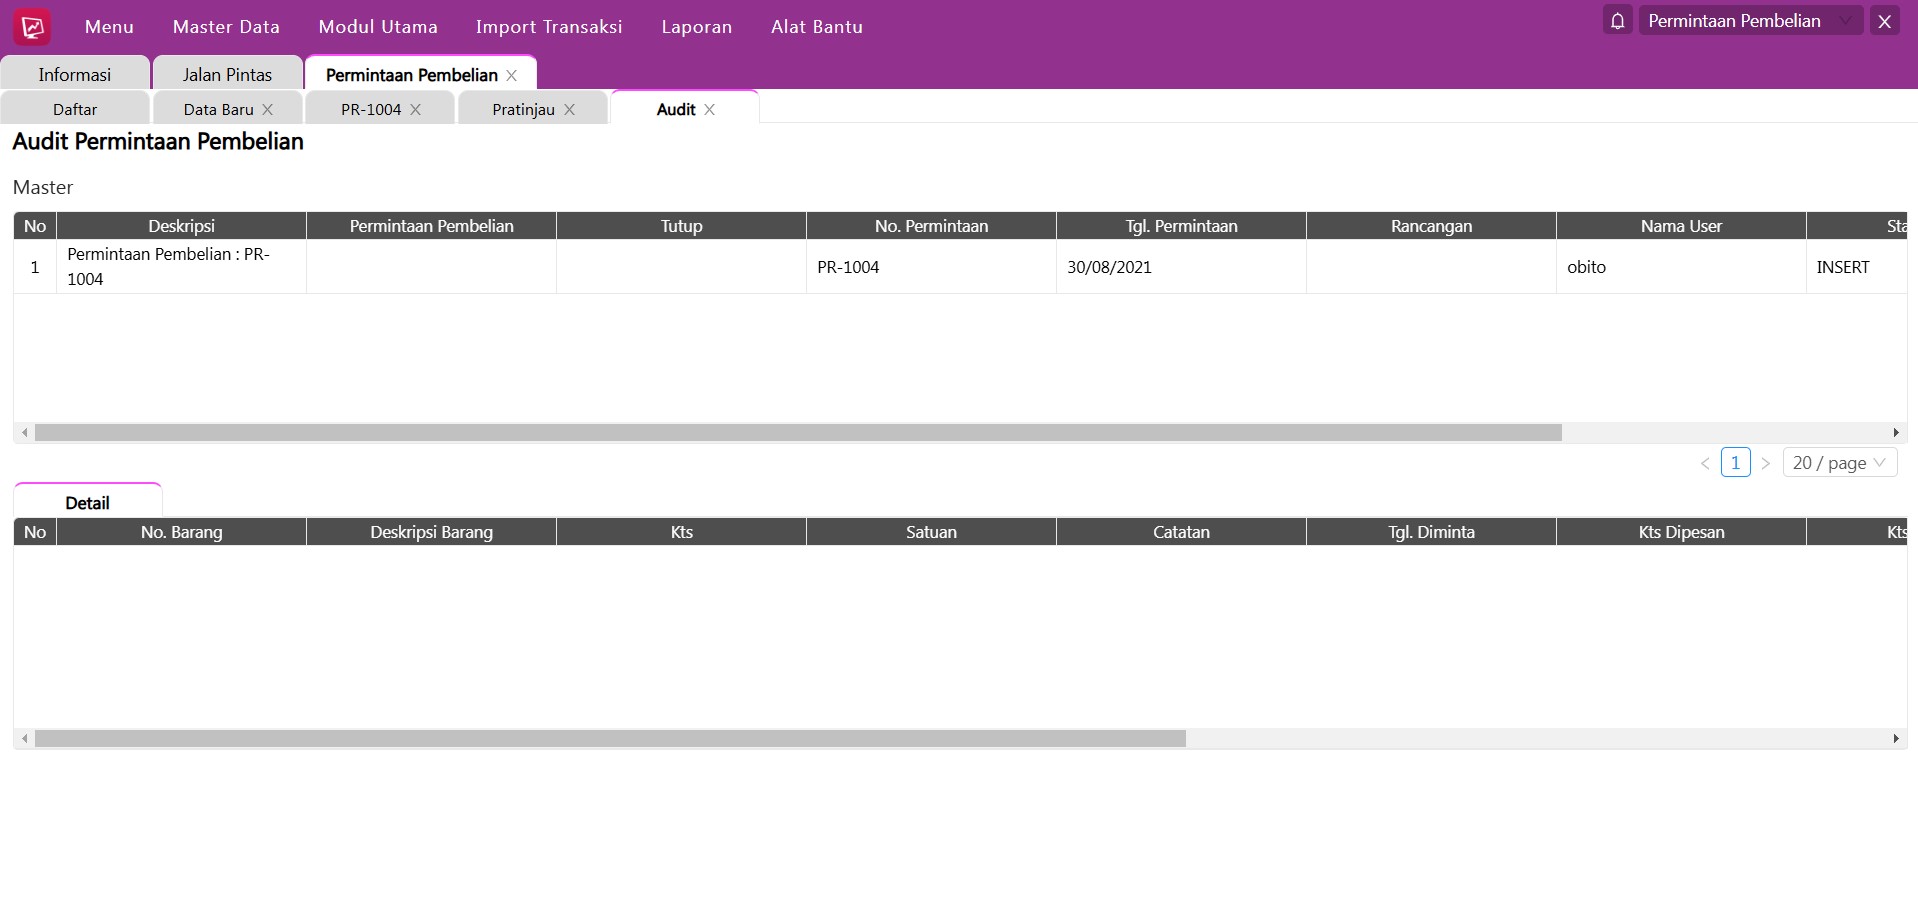 Menu Master Data Modul Utama Import Transaksi Laporan Alat Bantu Permintaan Pembelian
Informasi Jalan Pintas Permintaan Pembelian
Daftar Data Baru PR-1004 Pratinjau Audit
Audit Permintaan Pembelian
Master
No Deskripsi Permintaan Pembelian Tutup No. Permintaan Tgl. Permintaan Rancangan Nama User Sta
1 Permintaan Pembelian : PR-
1004 PR-1004 30/08/2021 obito INSERT
< 1 > 20 / page
Detail
No No. Barang Deskripsi Barang Kts Satuan Catatan Tgl. Diminta Kts Dipesan Kts